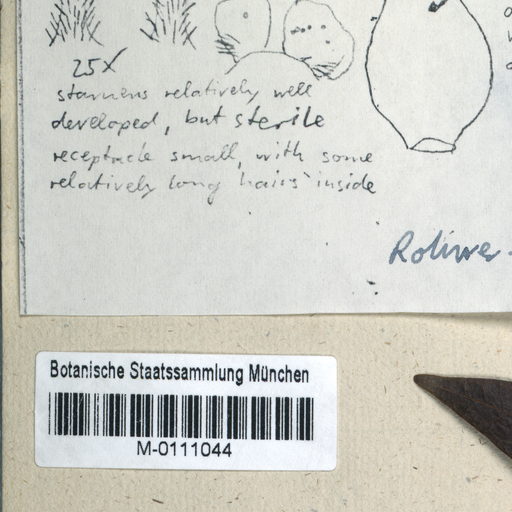 25X
stamens relatively well
developed, but sterile
receptacle small, with some
relatively long hairs inside
Botanische Staatssammlung München
M-0111044